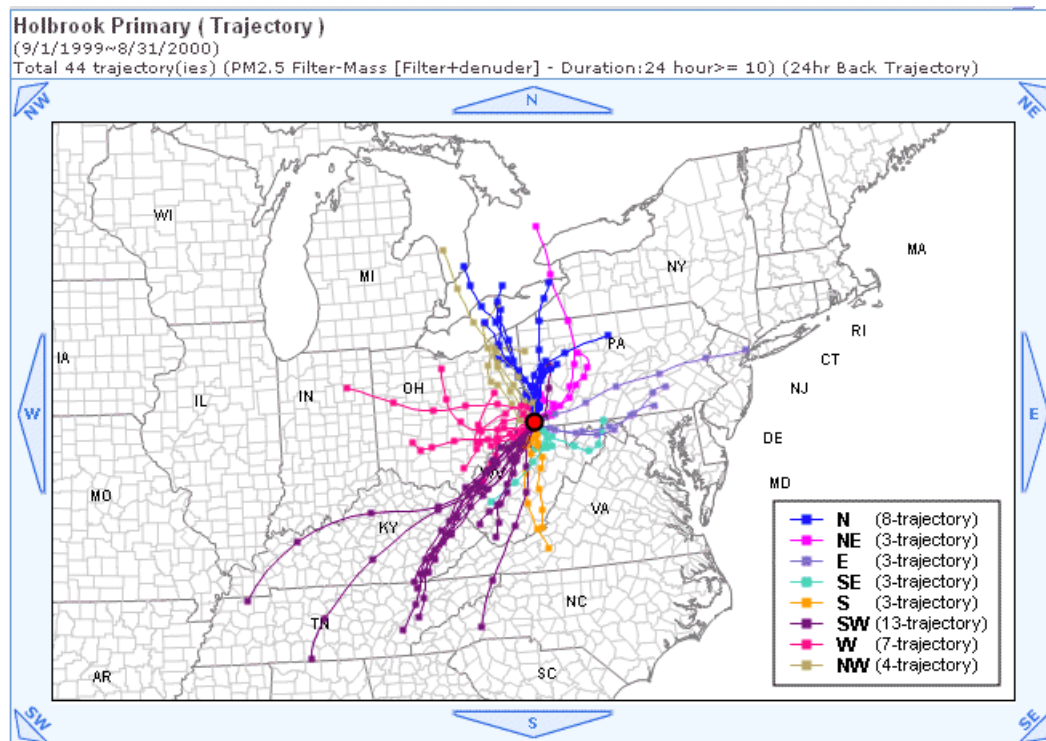 Holbrook Primary ( Trajectory )
(9/1/1999~8/31/2000)
Total 44 trajectory(ies) (PM2.5 Filter-Mass [Filter+denuder] - Duration:24 hour>= 10) (24hr Back Trajectory)
NW
N
NE
WI
MA
MI
NY
RI
IA
PA
CT
OH
NJ
IN
IL
W
E
DE
WV
MD
MO
VA
KY
N (8-trajectory)
NE (3-trajectory)
E (3-trajectory)
SE (3-trajectory)
S (3-trajectory)
SW (13-trajectory)
W (7-trajectory)
NW (4-trajectory)
NC
TN
SC
AR
SW
S
SE